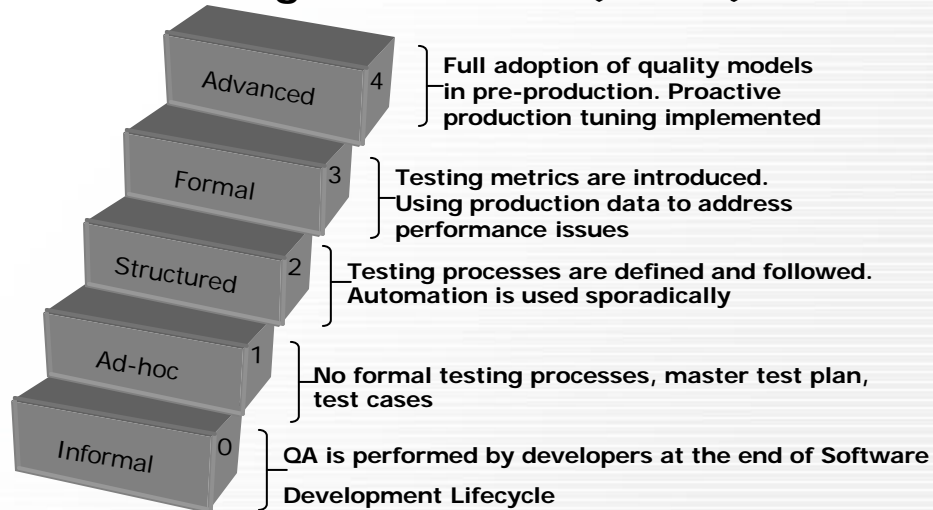 Advanced
4
Full adoption of quality models
in pre-production. Proactive
production tuning implemented
Formal
3
Testing metrics are introduced.
Using production data to address
performance issues
Structured
2
Testing processes are defined and followed.
Automation is used sporadically
Ad-hoc
1
No formal testing processes, master test plan,
test cases
Informal
0
QA is performed by developers at the end of Software
Development Lifecycle